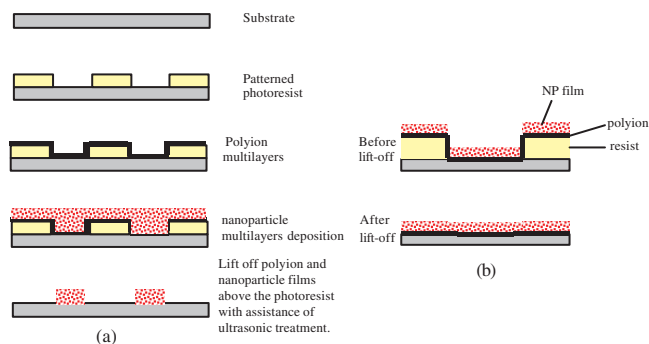 Substrate
Patterned
photoresist
Polyion
multilayers
nanoparticle
multilayers deposition
Lift off polyion and
nanoparticle films
above the photoresist
with assistance of
ultrasonic treatment.
(a)
NP film
polyion
resist
Before
lift-off
After
lift-off
(b)